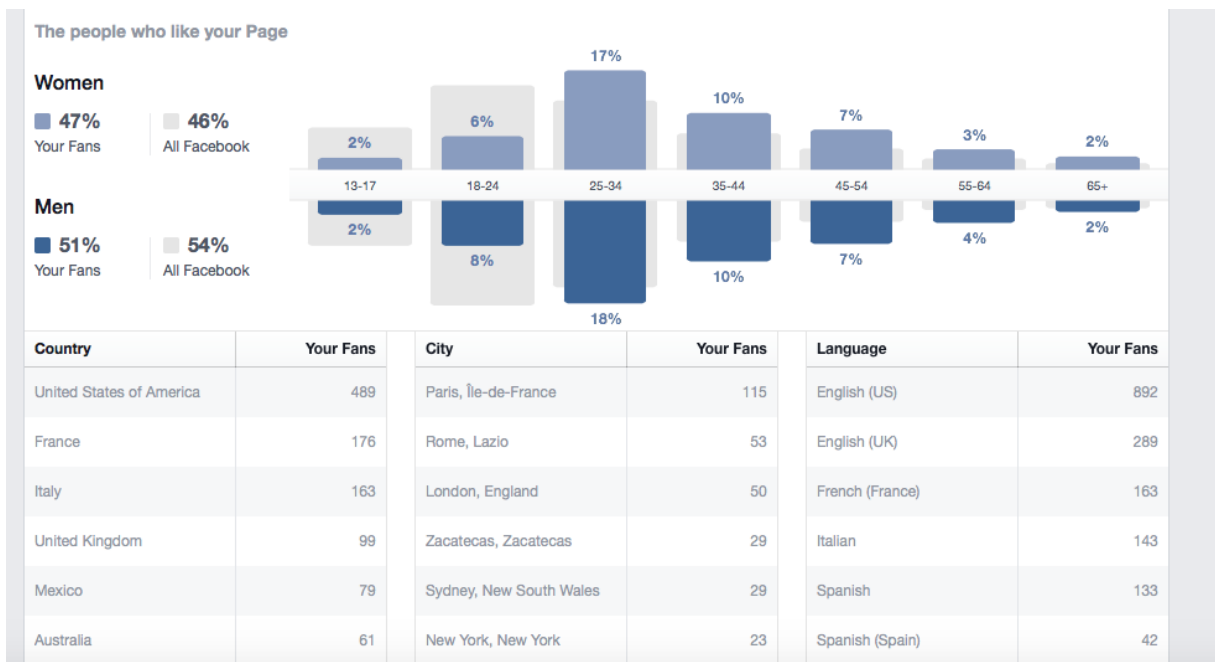 The people who like your Page
Women
47% 46%
Your Fans All Facebook
Men
51% 54%
Your Fans All Facebook
2% 6% 17% 10% 7% 3% 2%
13-17 18-24 25-34 35-44 45-54 55-64 65+
2% 8% 18% 10% 7% 4% 2%
Country Your Fans City Your Fans Language Your Fans
United States of America 489 Paris, Île-de-France 115 English (US) 892
France 176 Rome, Lazio 53 English (UK) 289
Italy 163 London, England 50 French (France) 163
United Kingdom 99 Zacatecas, Zacatecas 29 Italian 143
Mexico 79 Sydney, New South Wales 29 Spanish 133
Australia 61 New York, New York 23 Spanish (Spain) 42